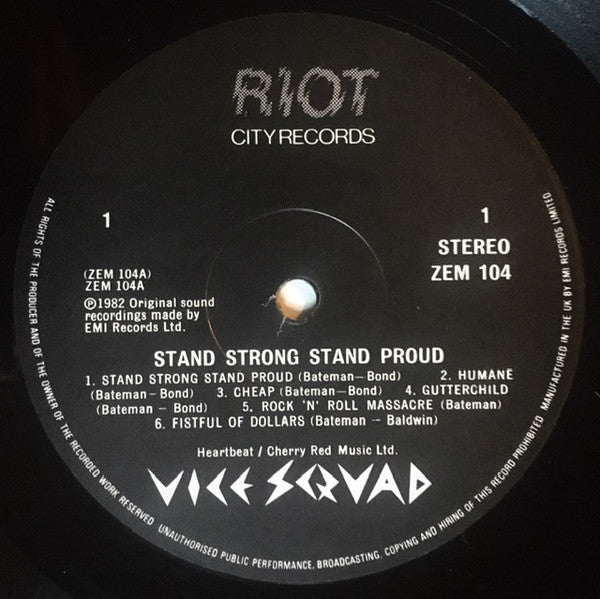 RIOT
CITY RECORDS
1
1
STEREO
ZEM 104
(ZEM 104A)
ZEM 104A
Ⓟ1982 Original sound
recordings made by
EMI Records Ltd.
STAND STRONG STAND PROUD
1. STAND STRONG STAND PROUD (Bateman—Bond) 2. HUMANE
(Bateman – Bond) 3. CHEAP (Bateman—Bond) 4. GUTTERCHILD
(Bateman – Bond) 5. ROCK 'N' ROLL MASSACRE (Bateman)
6. FISTFUL OF DOLLARS (Bateman – Baldwin)
Heartbeat / Cherry Red Music Ltd.
VICE SQUAD
ALL RIGHTS OF THE PRODUCER AND OF THE OWNER OF THE RECORDED WORK RESERVED UNAUTHORISED PUBLIC PERFORMANCE, BROADCASTING, COPYING AND HIRING OF THIS RECORD PROHIBITED MANUFACTURED IN THE UK BY EMI RECORDS LIMITED